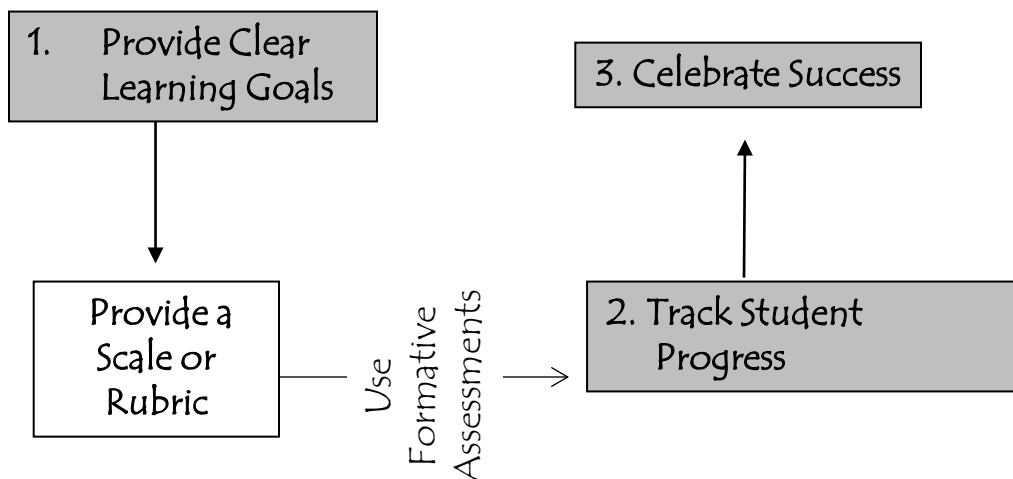 1. Provide Clear
Learning Goals
Provide a
Scale or
Rubric
Use
Formative
Assessments
2. Track Student
Progress
3. Celebrate Success